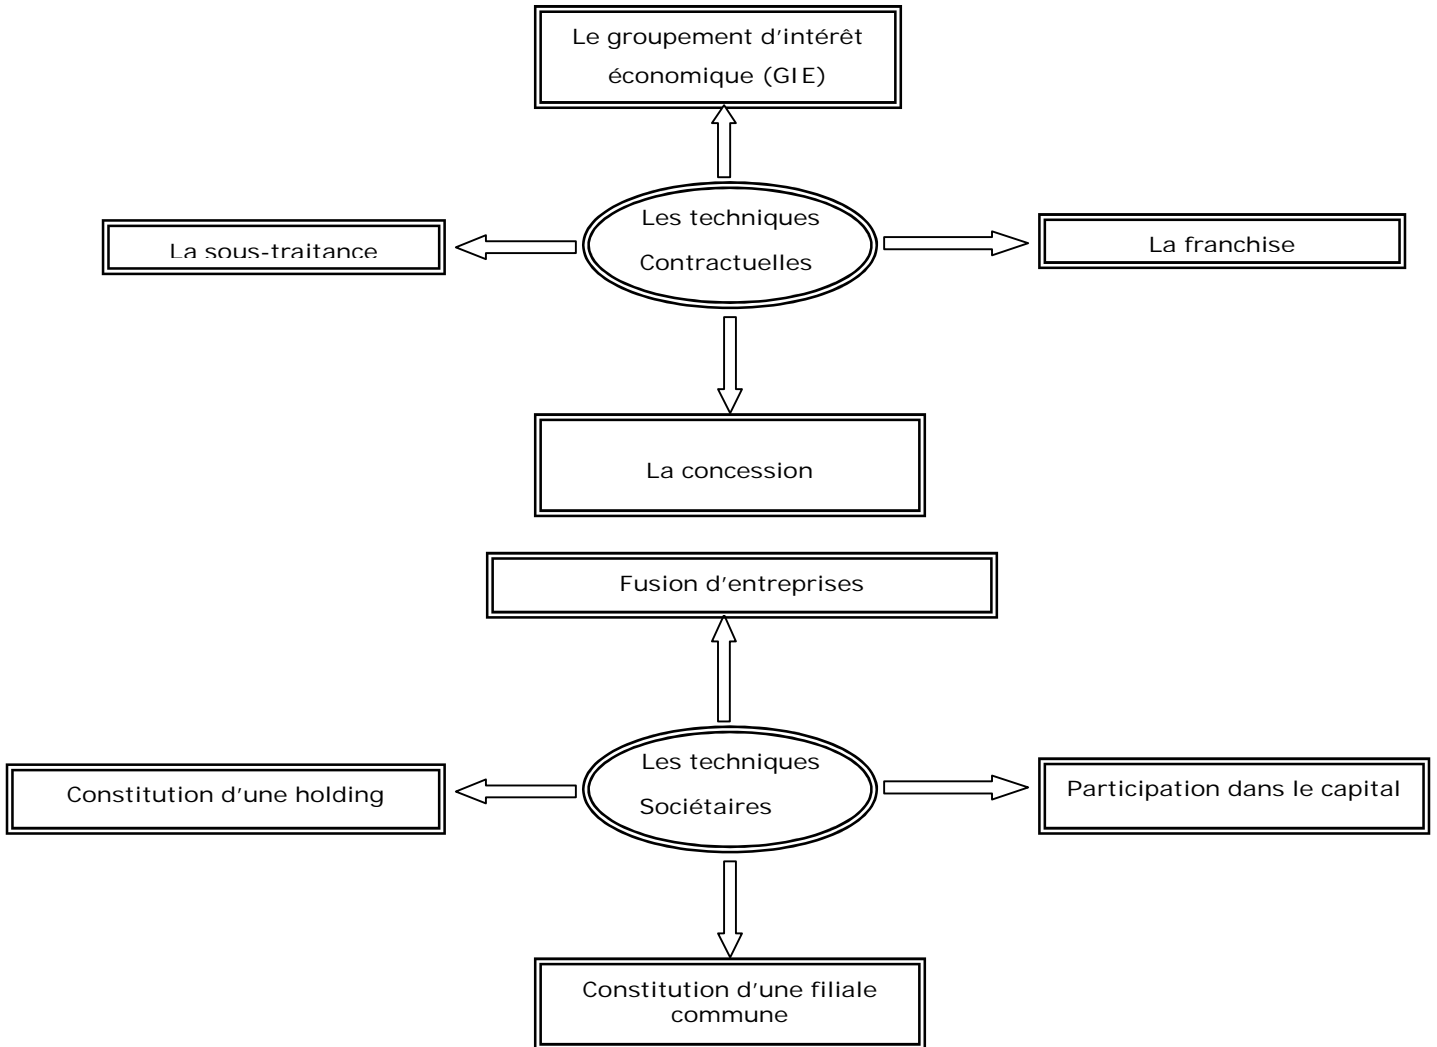 Le groupement d'intérêt
économique (GIE)
Les techniques
Contractuelles
La sous-traitance
La franchise
La concession
Fusion d'entreprises
Les techniques
Sociétaires
Constitution d'une holding
Participation dans le capital
Constitution d'une filiale
commune